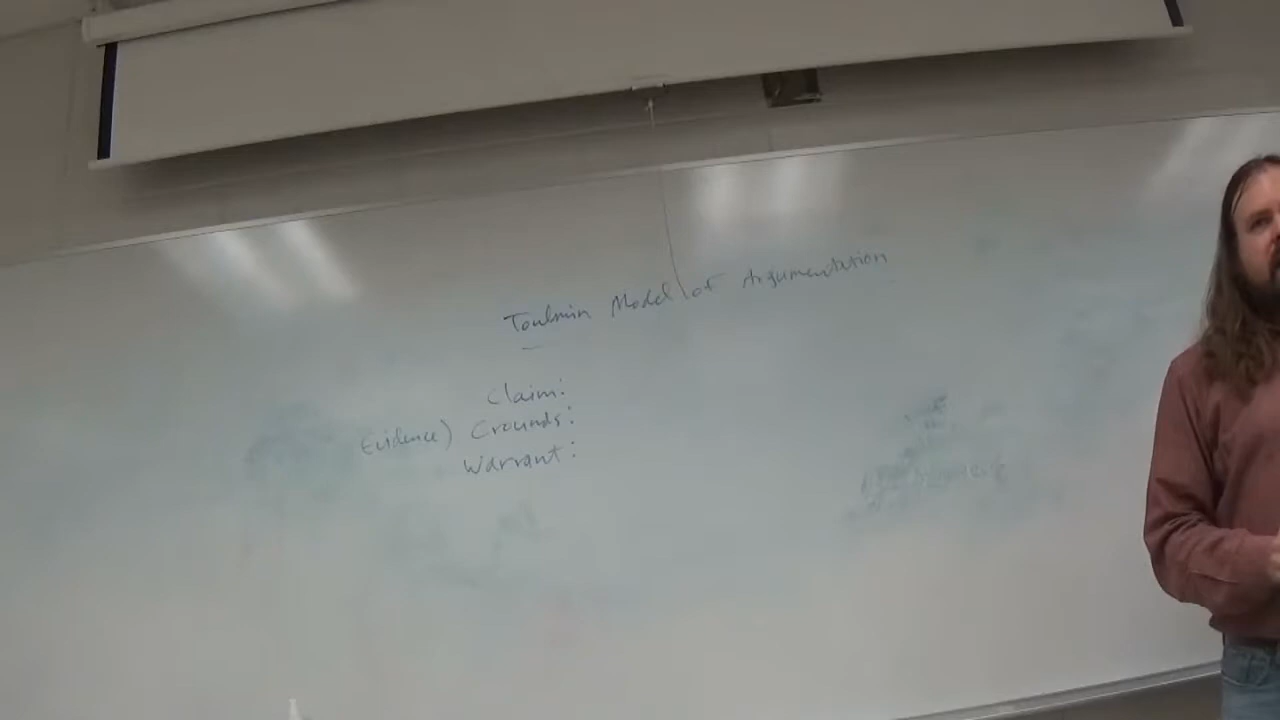 Toulmin Model of Argumentation
Claim:
Evidence) Grounds:
Warrant: